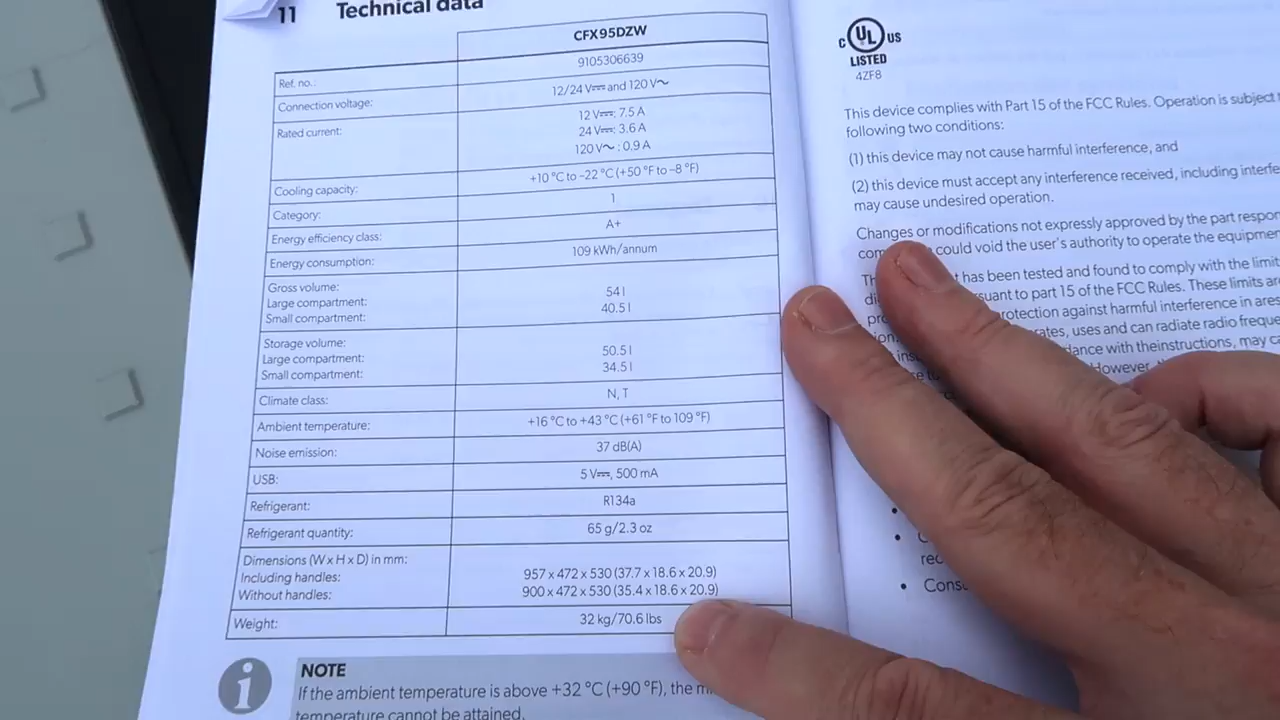 11 Technical data
CFX95DZW
Ref. no.: 9105306639
Connection voltage: 12/24 V⎓ and 120 V~
Rated current: 12 V⎓: 7.5 A
24 V⎓: 3.6 A
120 V~ : 0.9 A
Cooling capacity: +10 °C to –22 °C (+50 °F to –8 °F)
Category: 1
Energy efficiency class: A+
Energy consumption: 109 kWh/annum
Gross volume:
Large compartment: 54 l
Small compartment: 40.5 l
Storage volume:
Large compartment: 50.5 l
Small compartment: 34.5 l
Climate class: N, T
Ambient temperature: +16 °C to +43 °C (+61 °F to 109 °F)
Noise emission: 37 dB(A)
USB: 5 V⎓, 500 mA
Refrigerant: R134a
Refrigerant quantity: 65 g/2.3 oz
Dimensions (W x H x D) in mm:
Including handles: 957 x 472 x 530 (37.7 x 18.6 x 20.9)
Without handles: 900 x 472 x 530 (35.4 x 18.6 x 20.9)
Weight: 32 kg/70.6 lbs
NOTE
If the ambient temperature is above +32 °C (+90 °F), the
temperature cannot be attained.
C UL US
LISTED
4ZF8
This device complies with Part 15 of the FCC Rules. Operation is subject
following two conditions:
(1) this device may not cause harmful interference, and
(2) this device must accept any interference received, including
may cause undesired operation.
Changes or modifications not expressly approved by the part
could void the user's authority to operate the
has been tested and found to comply with the
to part 15 of the FCC Rules. These limits
protection against harmful interference in
uses and can radiate radio
with theinstructions, may
However,